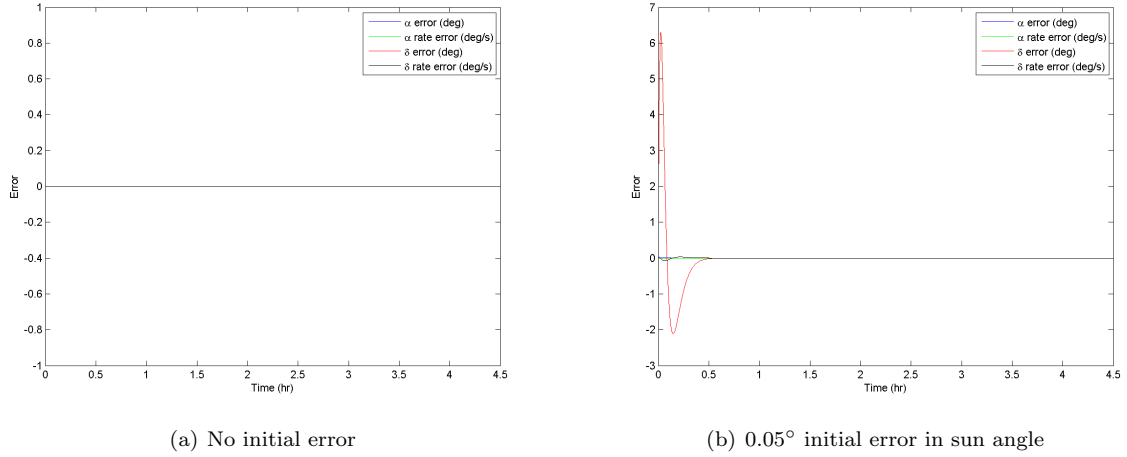 1
0.8
0.6
0.4
0.2
0
-0.2
-0.4
-0.6
-0.8
-1
Error
α error (deg)
α rate error (deg/s)
δ error (deg)
δ rate error (deg/s)
0 0.5 1 1.5 2 2.5 3 3.5 4 4.5
Time (hr)
(a) No initial error
7
6
5
4
3
2
1
0
-1
-2
-3
Error
α error (deg)
α rate error (deg/s)
δ error (deg)
δ rate error (deg/s)
0 0.5 1 1.5 2 2.5 3 3.5 4 4.5
Time (hr)
(b) 0.05° initial error in sun angle